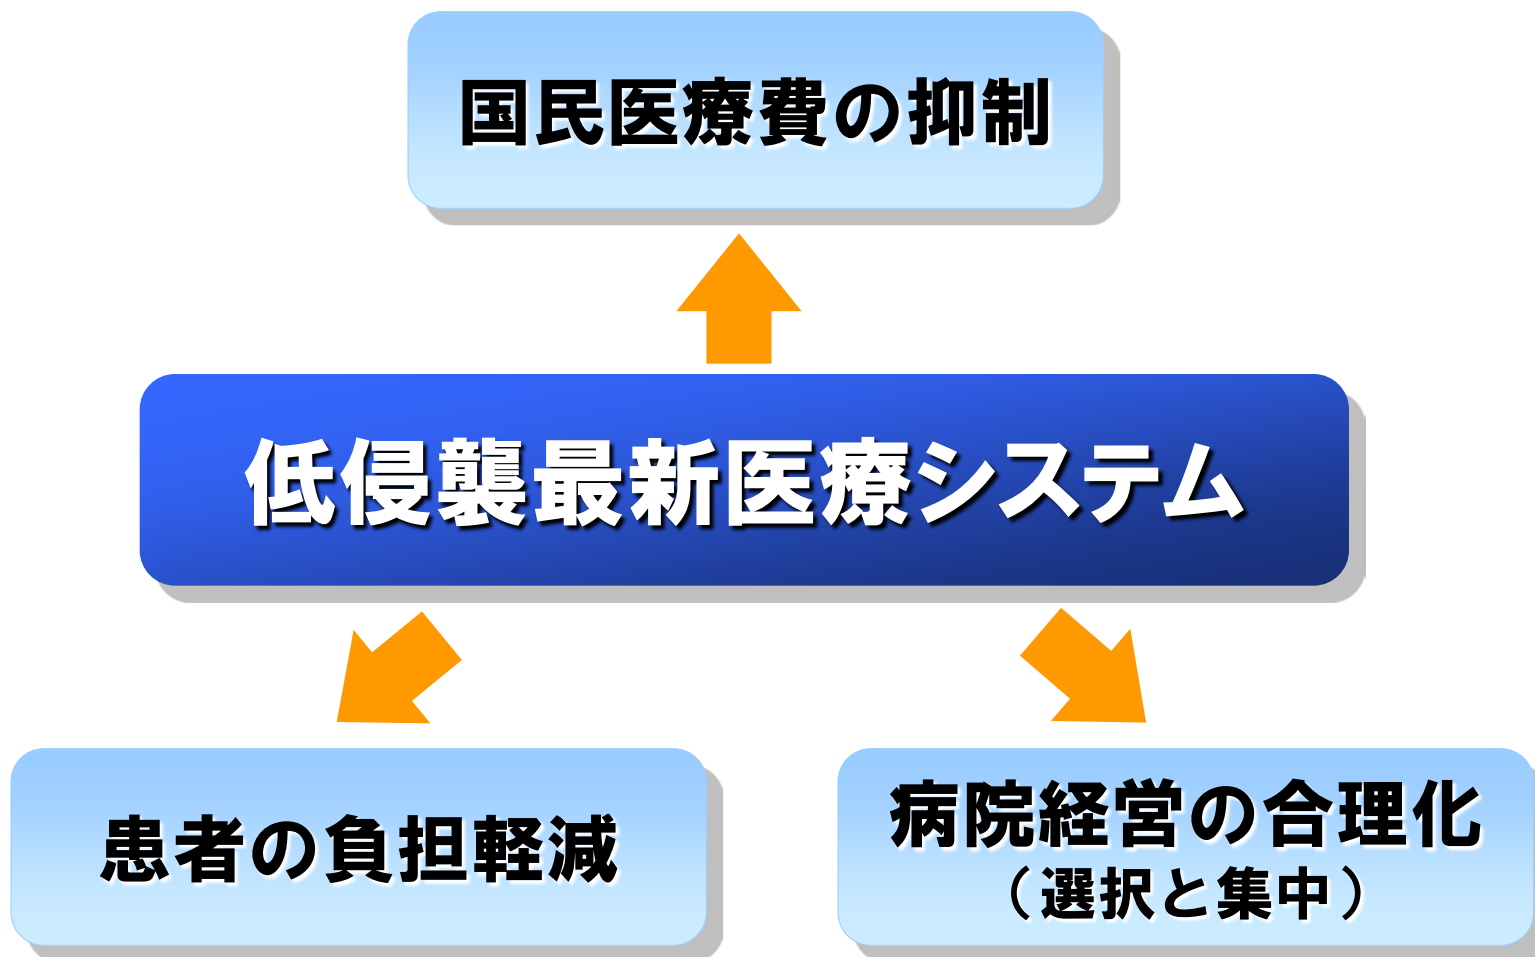 国民医療費の抑制
低侵襲最新医療システム
患者の負担軽減
病院経営の合理化
（選択と集中）